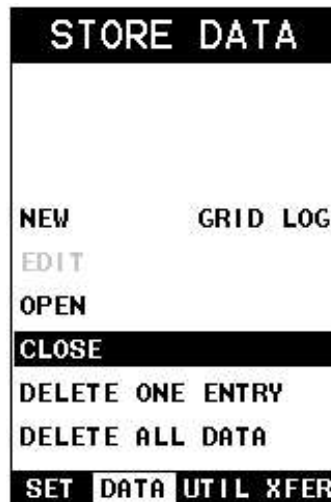 STORE DATA
NEW GRID LOG
EDIT
OPEN
CLOSE
DELETE ONE ENTRY
DELETE ALL DATA
SET DATA UTIL XFER